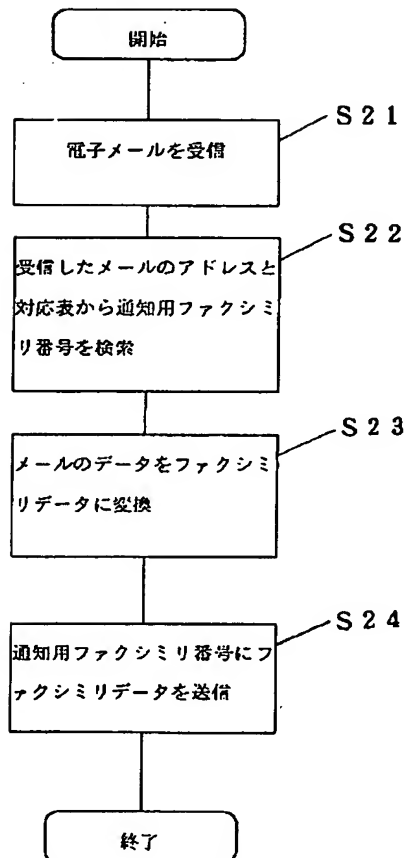 開始
S21
電子メールを受信
S22
受信したメールのアドレスと
対応表から通知用ファクシミ
リ番号を検索
S23
メールのデータをファクシミ
リデータに変換
S24
通知用ファクシミリ番号にフ
ァクシミリデータを送信
終了